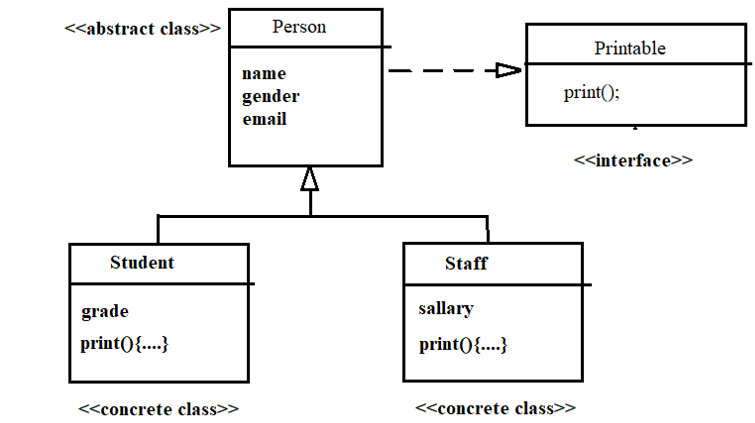 <<abstract class>>
Person
name
gender
email
Printable
print();
<<interface>>
Student
grade
print(){....}
<<concrete class>>
Staff
sallary
print(){....}
<<concrete class>>